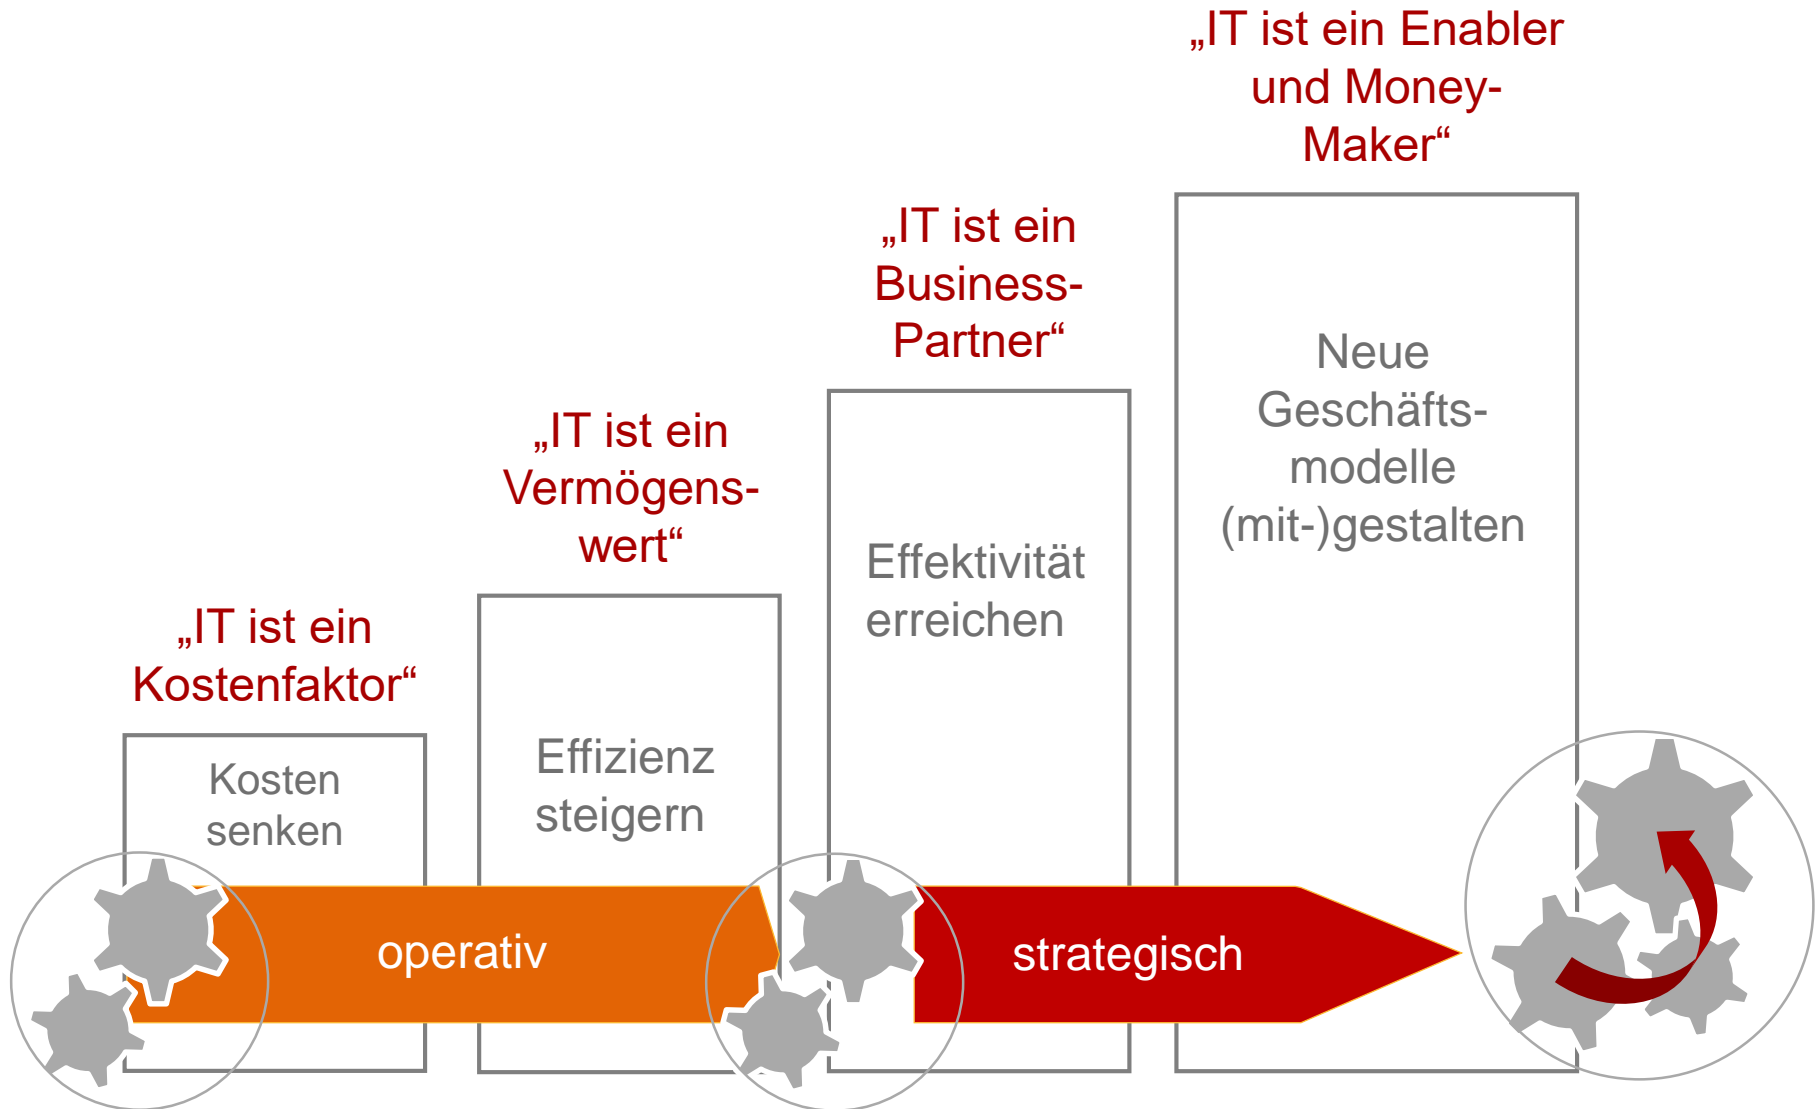 „IT ist ein
Kostenfaktor“
Kosten
senken
„IT ist ein
Vermögens-
wert“
Effizienz
steigern
„IT ist ein
Business-
Partner“
Effektivität
erreichen
„IT ist ein Enabler
und Money-
Maker“
Neue
Geschäfts-
modelle
(mit-)gestalten
operativ
strategisch